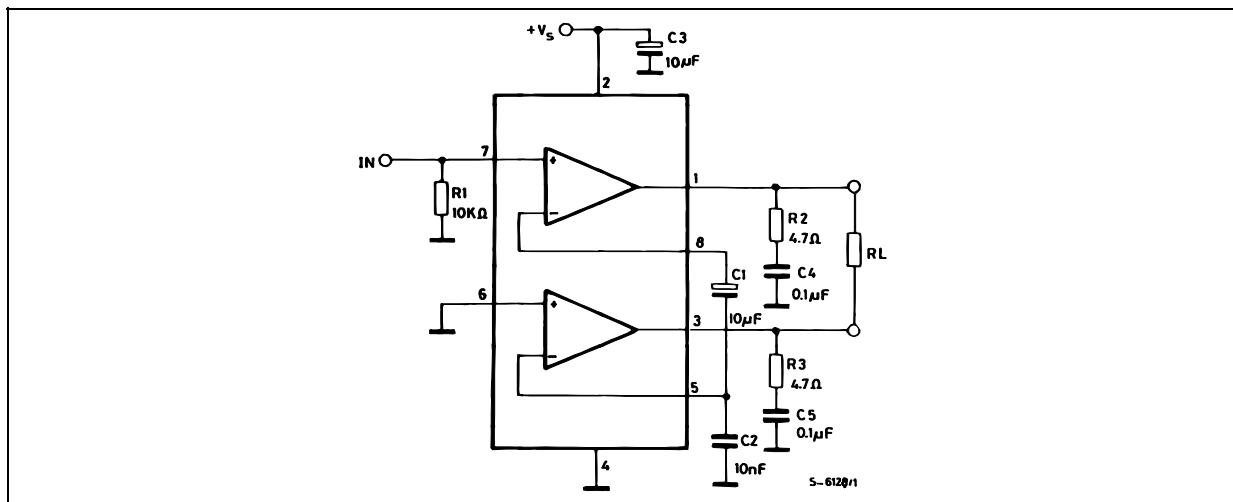 +Vs
C3
10µF
2
IN
7
+
R1
10KΩ
−
1
R2
4.7Ω
8
C1
C4
0.1µF
RL
6
+
10µF
3
−
R3
4.7Ω
5
C5
0.1µF
C2
10nF
4
S-6128/1